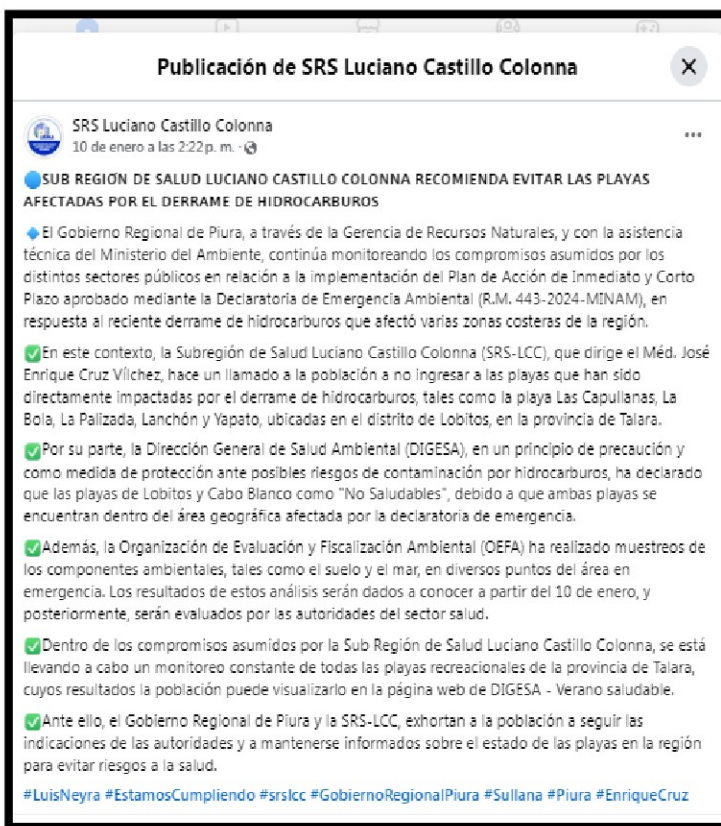 Publicación de SRS Luciano Castillo Colonna
SRS Luciano Castillo Colonna
10 de enero a las 2:22 p. m. ·
SUB REGIÓN DE SALUD LUCIANO CASTILLO COLONNA RECOMIENDA EVITAR LAS PLAYAS
AFECTADAS POR EL DERRAME DE HIDROCARBUROS
El Gobierno Regional de Piura, a través de la Gerencia de Recursos Naturales, y con la asistencia
técnica del Ministerio del Ambiente, continúa monitoreando los compromisos asumidos por los
distintos sectores públicos en relación a la implementación del Plan de Acción de Inmediato y Corto
Plazo aprobado mediante la Declaratoria de Emergencia Ambiental (R.M. 443-2024-MINAM), en
respuesta al reciente derrame de hidrocarburos que afectó varias zonas costeras de la región.
En este contexto, la Subregión de Salud Luciano Castillo Colonna (SRS-LCC), que dirige el Méd. José
Enrique Cruz Vílchez, hace un llamado a la población a no ingresar a las playas que han sido
directamente impactadas por el derrame de hidrocarburos, tales como la playa Las Capullanas, La
Bola, La Palizada, Lanchón y Yapato, ubicadas en el distrito de Lobitos, en la provincia de Talara.
Por su parte, la Dirección General de Salud Ambiental (DIGESA), en un principio de precaución y
como medida de protección ante posibles riesgos de contaminación por hidrocarburos, ha declarado
que las playas de Lobitos y Cabo Blanco como "No Saludables", debido a que ambas playas se
encuentran dentro del área geográfica afectada por la declaratoria de emergencia.
Además, la Organización de Evaluación y Fiscalización Ambiental (OEFA) ha realizado muestreos de
los componentes ambientales, tales como el suelo y el mar, en diversos puntos del área en
emergencia. Los resultados de estos análisis serán dados a conocer a partir del 10 de enero, y
posteriormente, serán evaluados por las autoridades del sector salud.
Dentro de los compromisos asumidos por la Sub Región de Salud Luciano Castillo Colonna, se está
llevando a cabo un monitoreo constante de todas las playas recreacionales de la provincia de Talara,
cuyos resultados la población puede visualizarlo en la página web de DIGESA - Verano saludable.
Ante ello, el Gobierno Regional de Piura y la SRS-LCC, exhortan a la población a seguir las
indicaciones de las autoridades y a mantenerse informados sobre el estado de las playas en la región
para evitar riesgos a la salud.
#LuisNeyra #EstamosCumpliendo #srslcc #GobiernoRegionalPiura #Sullana #Piura #EnriqueCruz